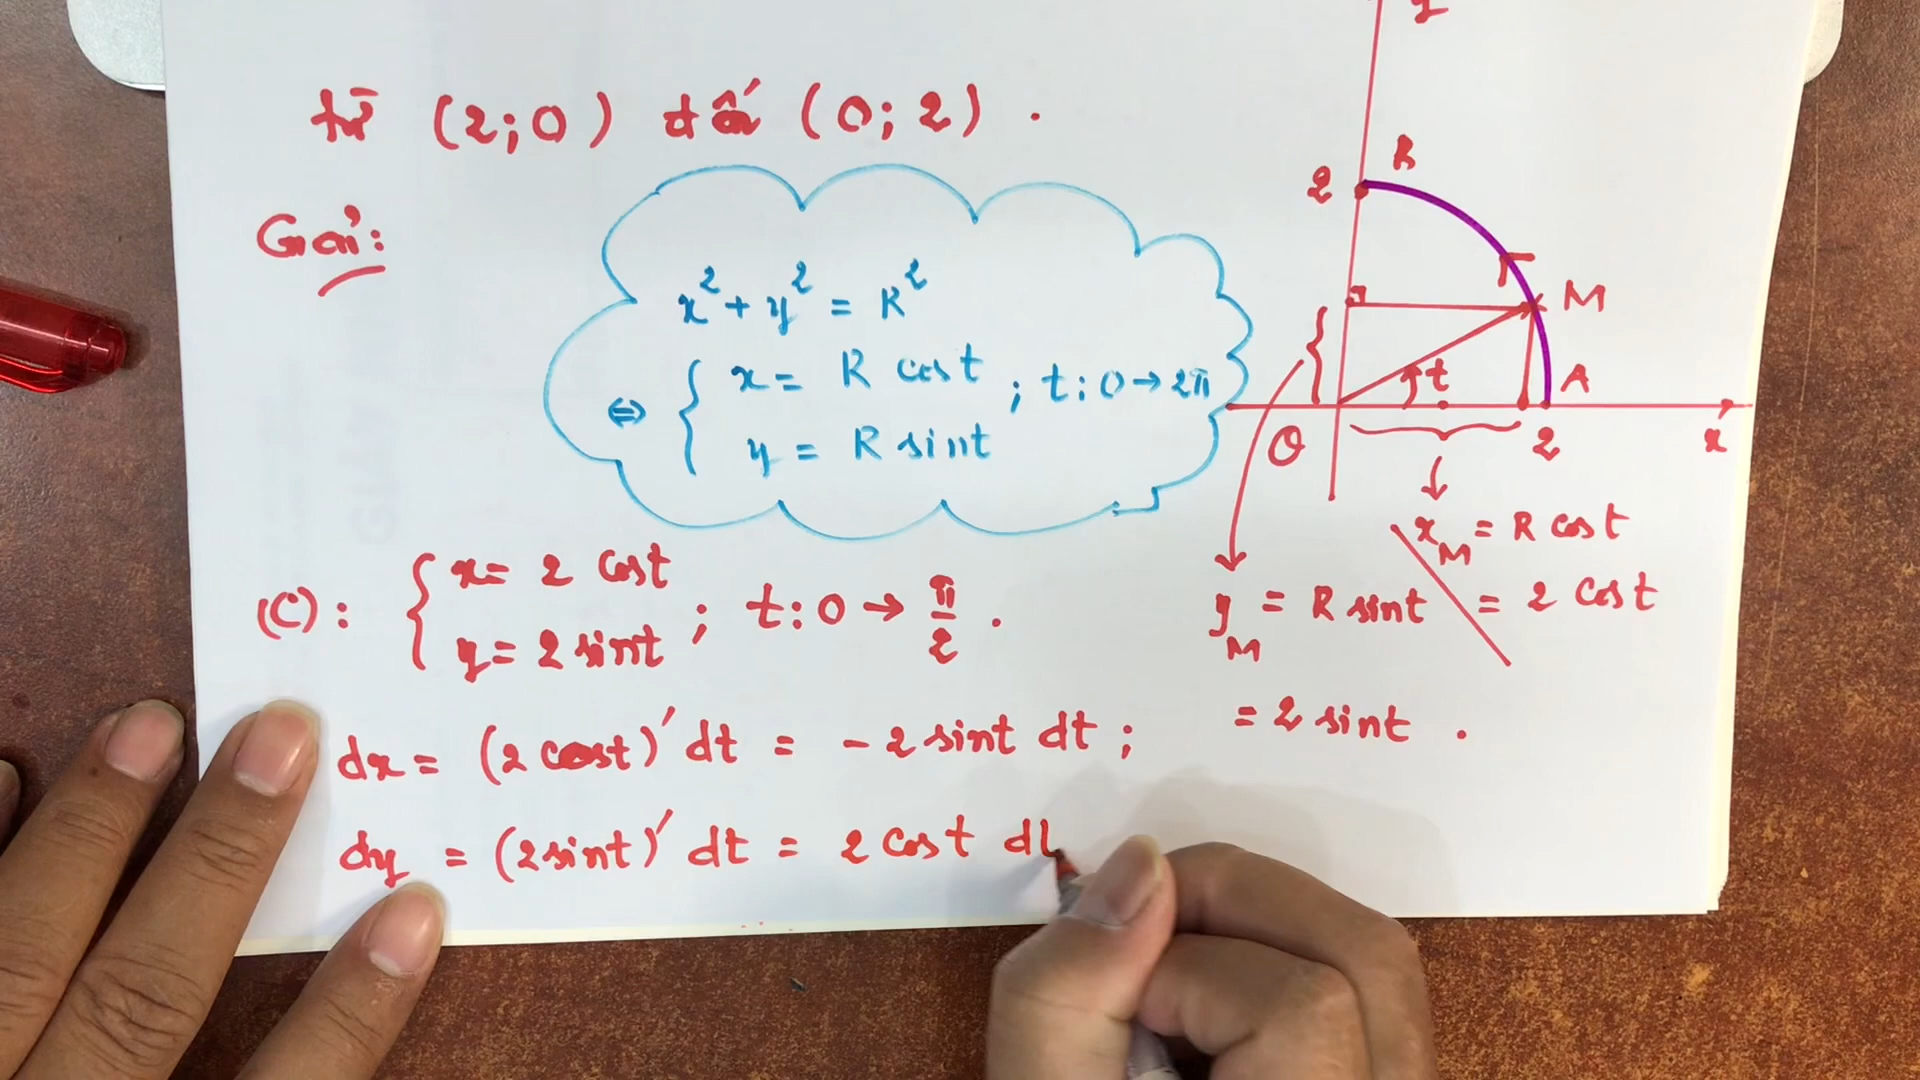 từ (2;0) đến (0;2).
Giải:
x² + y² = R²
⇔ { x = R cost
y = R sint
; t: 0 → 2π
(C): { x = 2 cost
y = 2 sint
; t: 0 → π/2 .
dx = (2 cost)' dt = - 2 sint dt ;
dy = (2 sint)' dt = 2 cost dt
y
2
B
M
t
A
O
2
x
x_M = R cost
= 2 cost
y_M = R sint
= 2 sint .